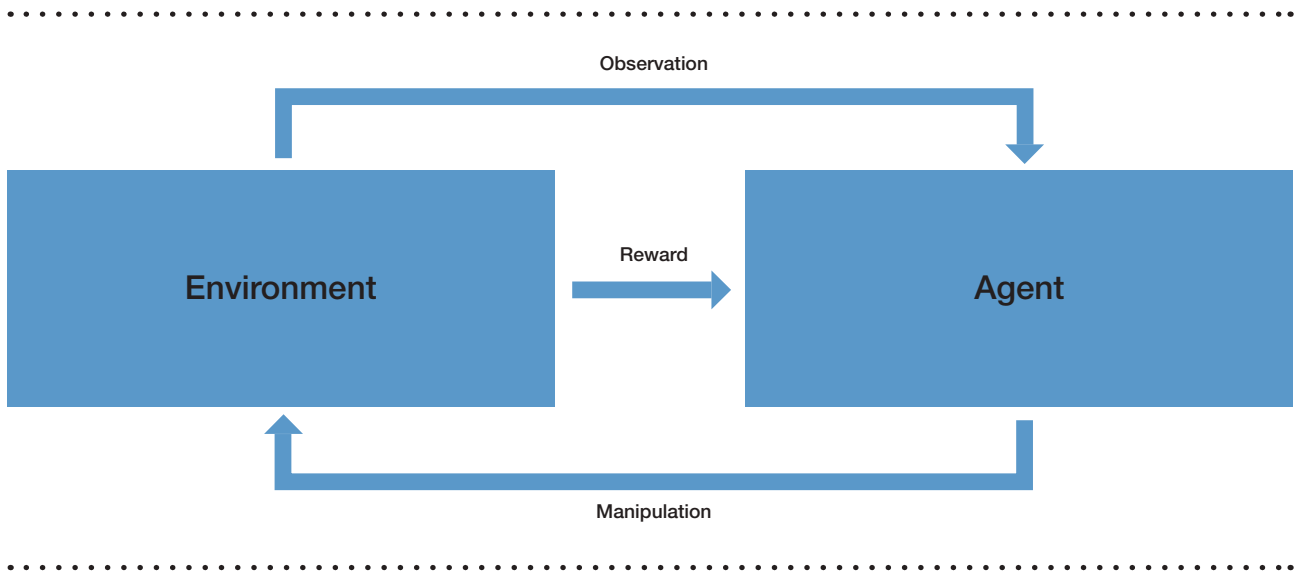 Observation
Reward
Environment
Agent
Manipulation